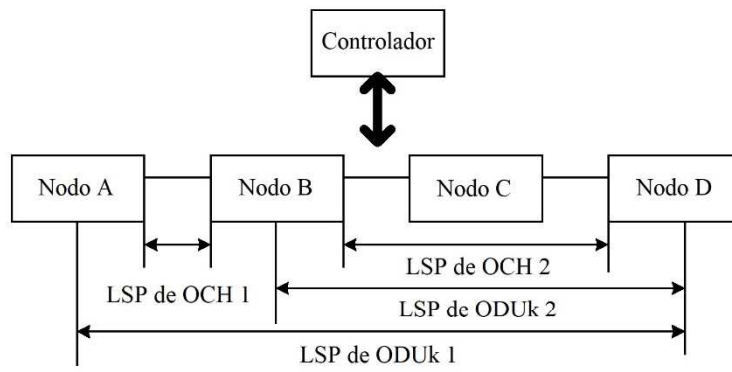 Controlador
Nodo A
Nodo B
Nodo C
Nodo D
LSP de OCH 1
LSP de OCH 2
LSP de ODUk 2
LSP de ODUk 1